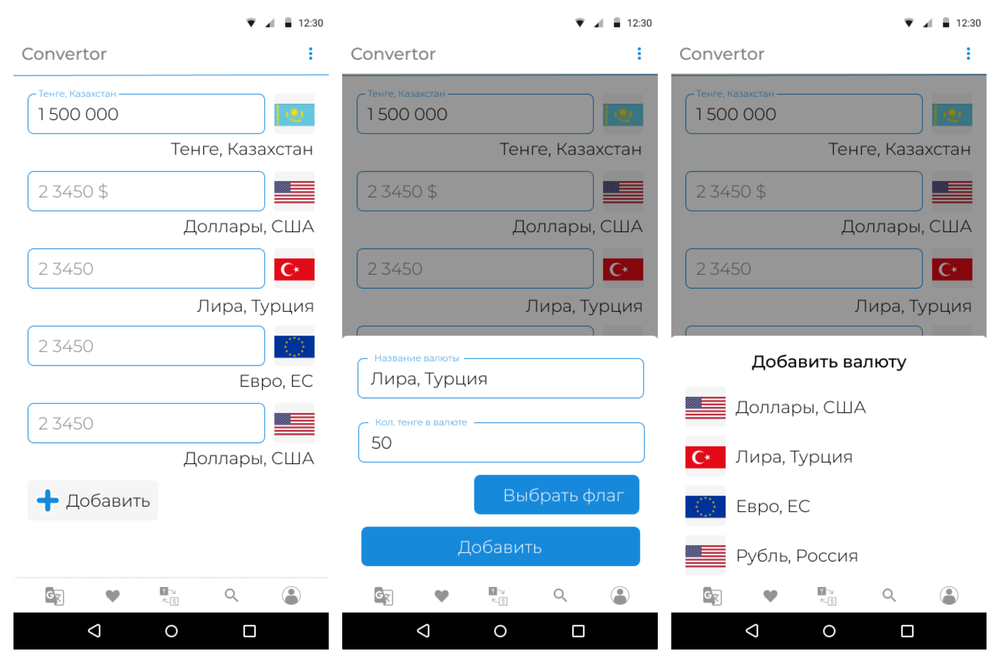 12:30
Convertor
Тенге, Казахстан
1 500 000
Тенге, Казахстан
2 3450 $
Доллары, США
2 3450
Лира, Турция
2 3450
Евро, ЕС
2 3450
Доллары, США
Добавить
12:30
Convertor
Тенге, Казахстан
1 500 000
Тенге, Казахстан
2 3450 $
Доллары, США
2 3450
Лира, Турция
Название валюты
Лира, Турция
Кол. тенге в валюте
50
Выбрать флаг
Добавить
12:30
Convertor
Тенге, Казахстан
1 500 000
Тенге, Казахстан
2 3450 $
Доллары, США
2 3450
Лира, Турция
Добавить валюту
Доллары, США
Лира, Турция
Евро, ЕС
Рубль, Россия